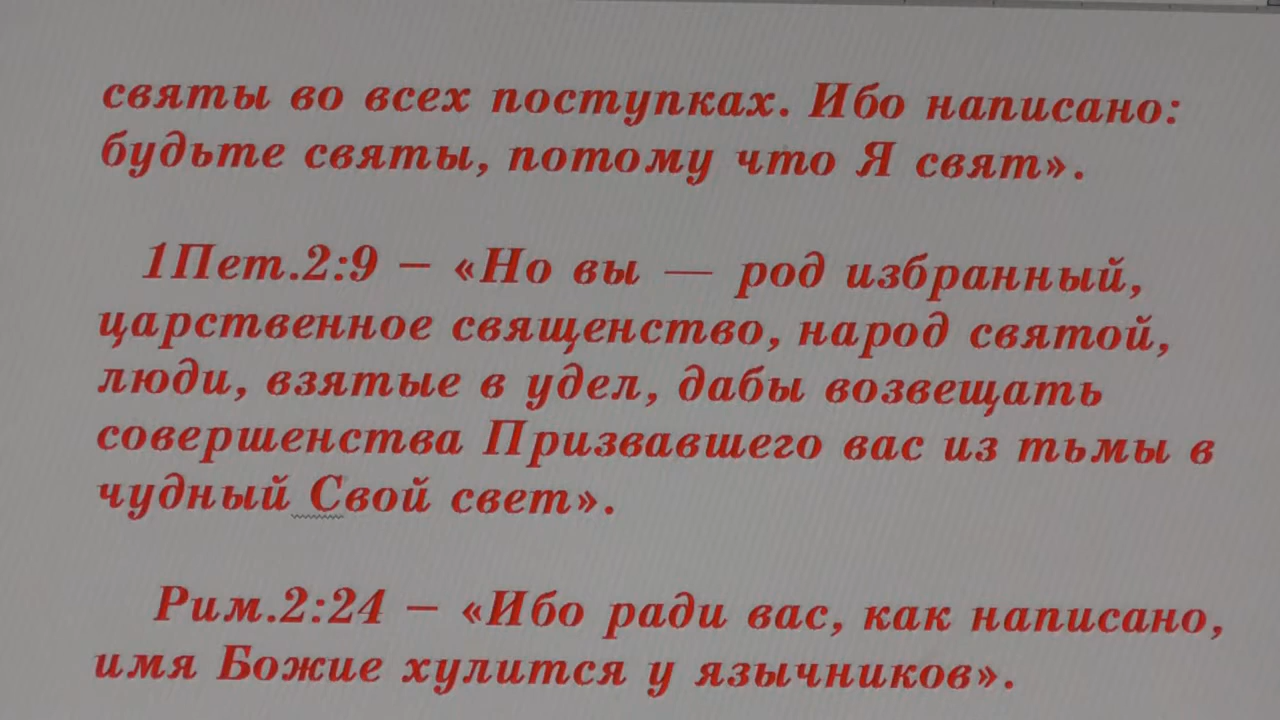 святы во всех поступках. Ибо написано:
будьте святы, потому что Я свят».
1Пет.2:9 – «Но вы — род избранный,
царственное священство, народ святой,
люди, взятые в удел, дабы возвещать
совершенства Призвавшего вас из тьмы в
чудный Свой свет».
Рим.2:24 – «Ибо ради вас, как написано,
имя Божие хулится у язычников».